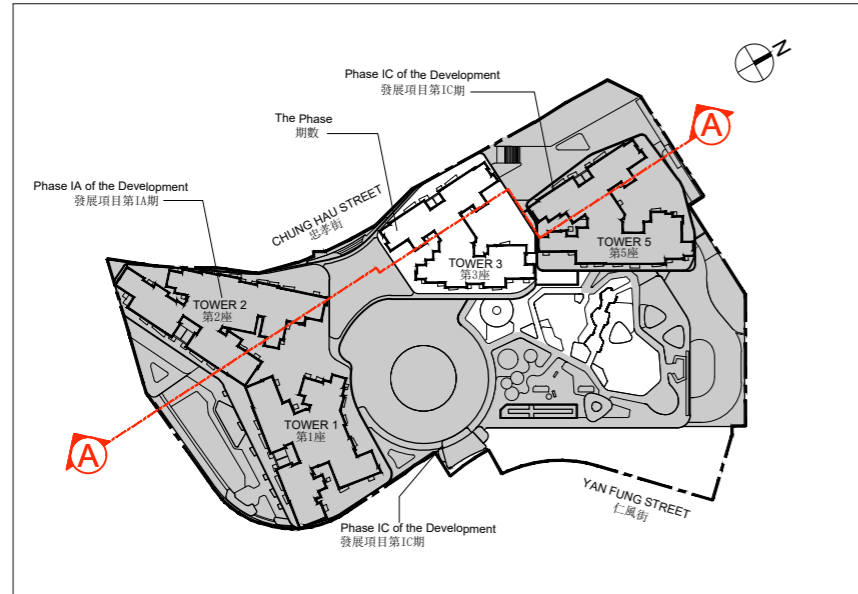 N
Phase IC of the Development
發展項目第IC期
The Phase
期數
A
Phase IA of the Development
發展項目第IA期
CHUNG HAU STREET
忠孝街
TOWER 5
第5座
TOWER 3
第3座
TOWER 2
第2座
TOWER 1
第1座
A
YAN FUNG STREET
仁風街
Phase IC of the Development
發展項目第IC期